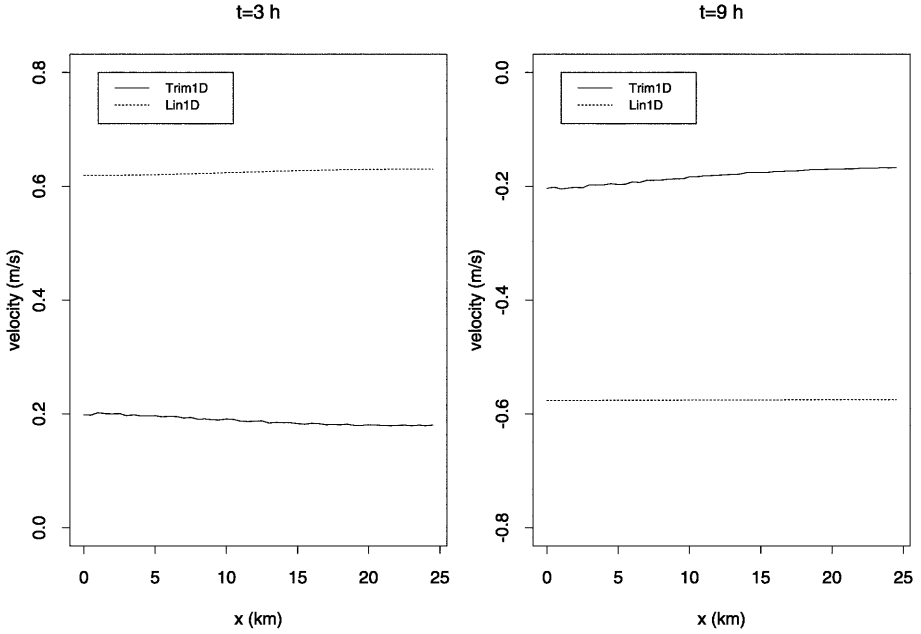 t=3 h
0.8
0.6
0.4
0.2
0.0
velocity (m/s)
Trim1D
Lin1D
0 5 10 15 20 25
x (km)
t=9 h
0.0
-0.2
-0.4
-0.6
-0.8
velocity (m/s)
Trim1D
Lin1D
0 5 10 15 20 25
x (km)